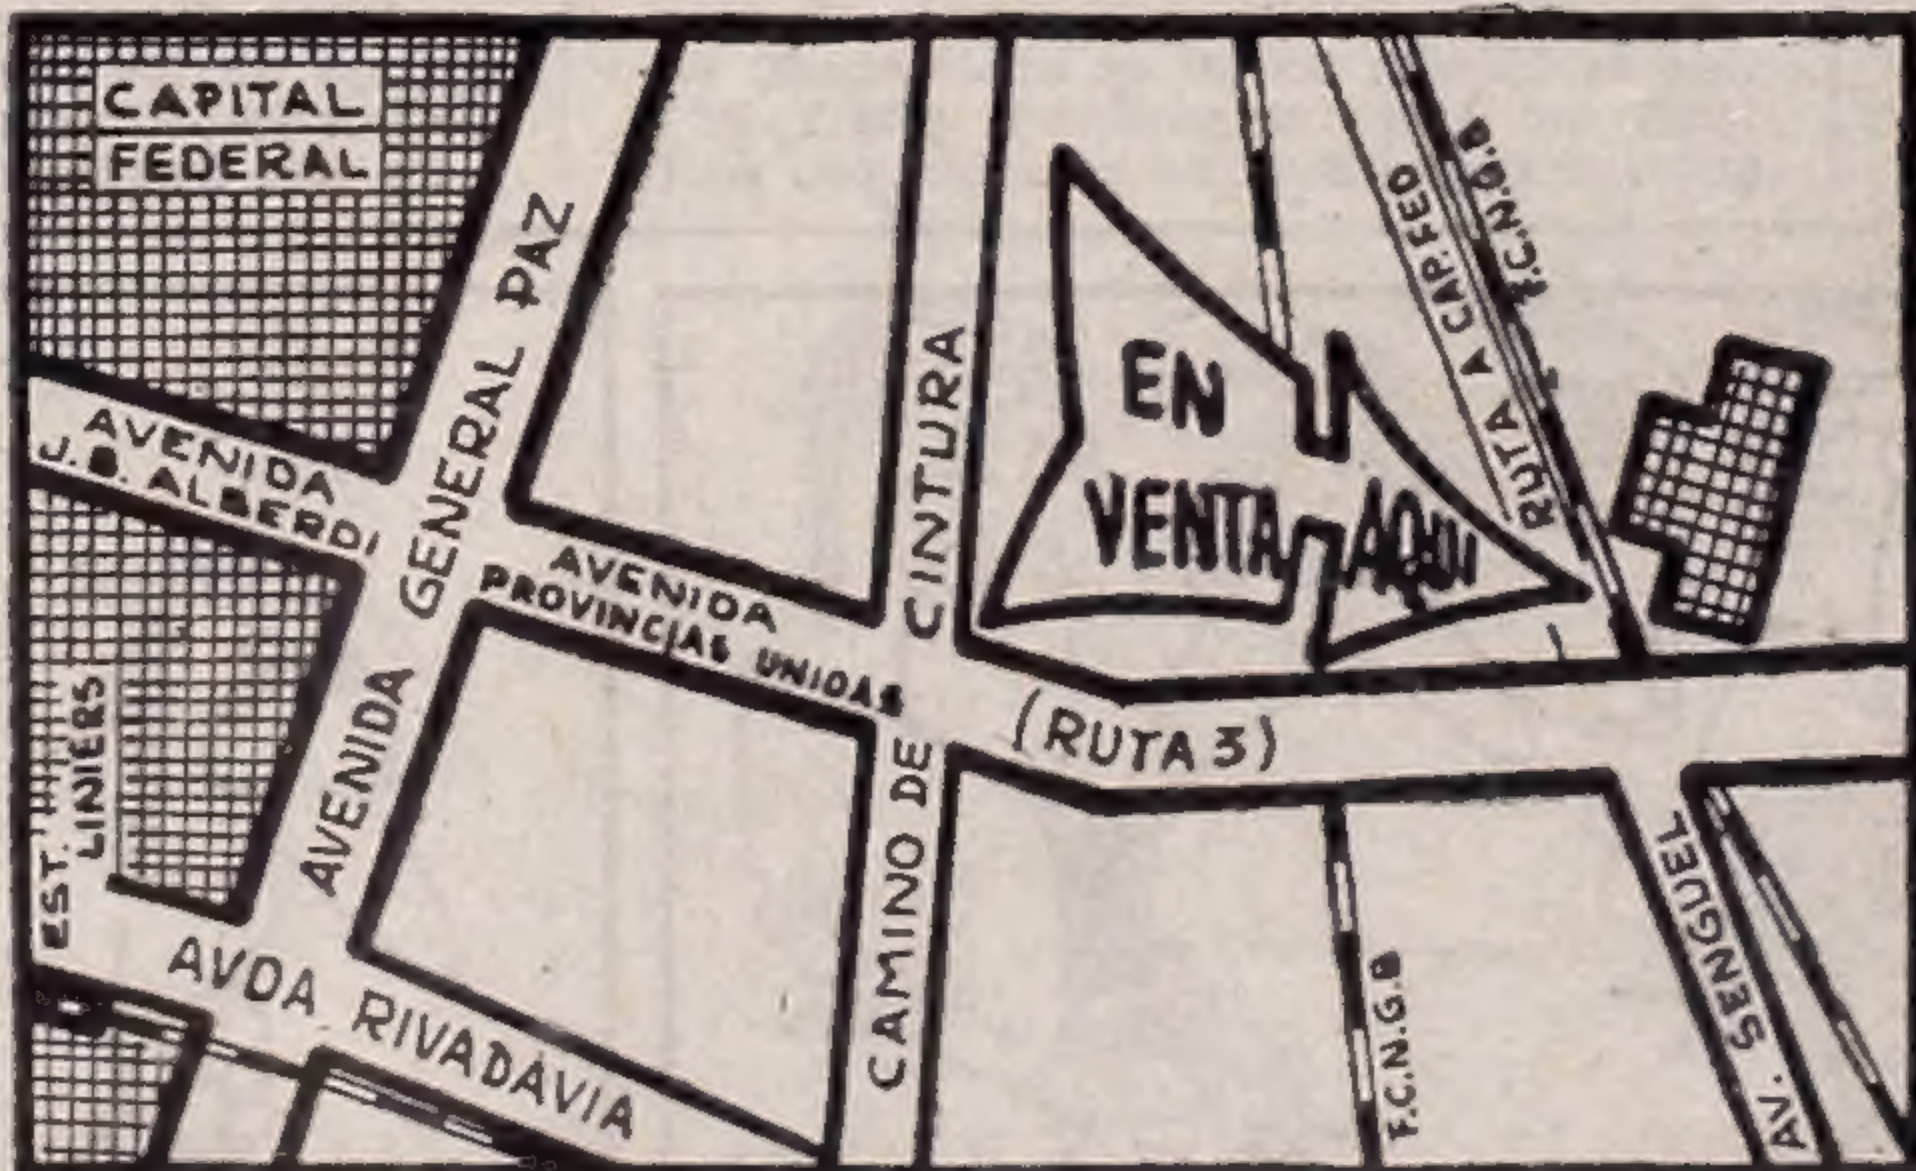 CAPITAL
FEDERAL
AVENIDA
J. B. ALBERDI
AVENIDA GENERAL PAZ
AVENIDA
PROVINCIAS UNIDAS
(RUTA 3)
CAMINO DE CINTURA
EN
VENTA AQUI
RUTA A CAP.FED
F.C.N.G.B
EST. LINIERS
AVDA RIVADAVIA
F.C.N.G.B
AV. SENGUEL